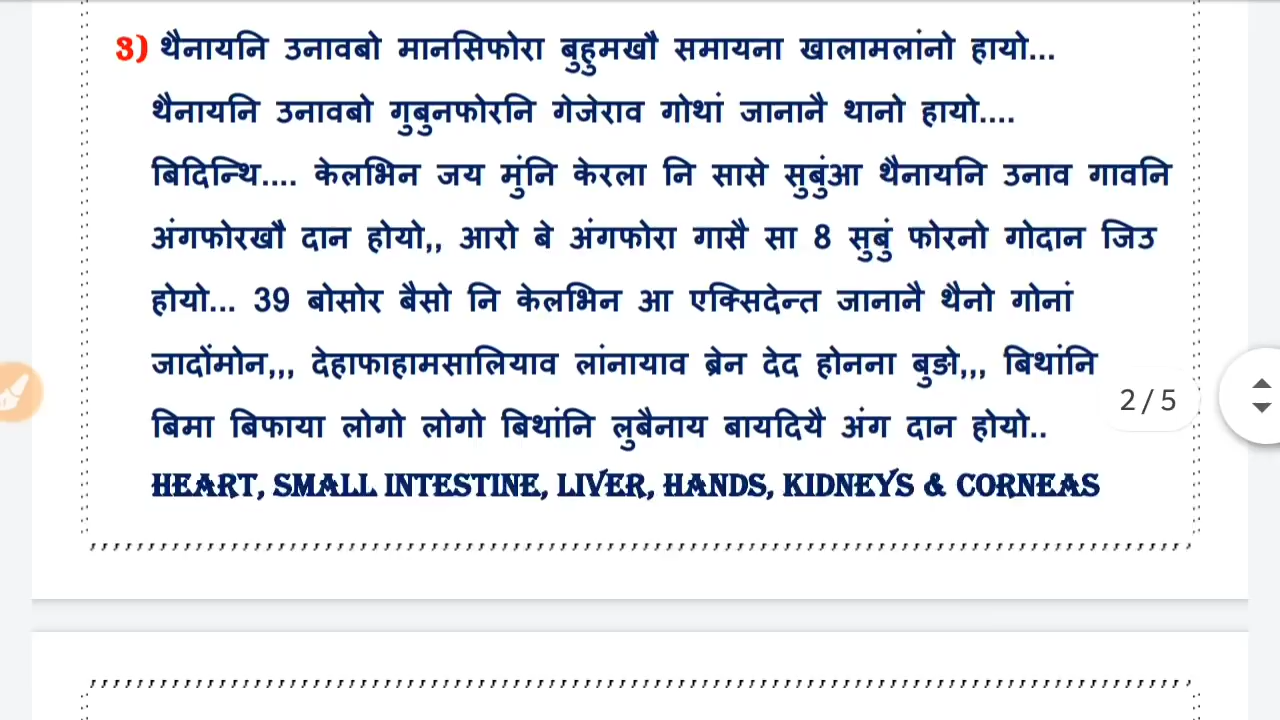 3) थैनायनि उनावबो मानसिफोरा बुहुमखौ समायना खालामलांनो हायो...
थैनायनि उनावबो गुबुनफोरनि गेजेराव गोथां जानानै थानो हायो....
बिदिन्थि.... केलभिन जय मुंनि केरला नि सासे सुबुंआ थैनायनि उनाव गावनि
अंगफोरखौ दान होयो,, आरो बे अंगफोरा गासै सा 8 सुबुं फोरनो गोदान जिउ
होयो... 39 बोसोर बैसो नि केलभिन आ एक्सिदेन्त जानानै थैनो गोनां
जादोंमोन,,, देहाफाहामसालियाव लांनायाव ब्रेन देद होनना बुङो,,, बिथांनि
बिमा बिफाया लोगो लोगो बिथांनि लुबैनाय बायदियै अंग दान होयो..
HEART, SMALL INTESTINE, LIVER, HANDS, KIDNEYS & CORNEAS
2 / 5